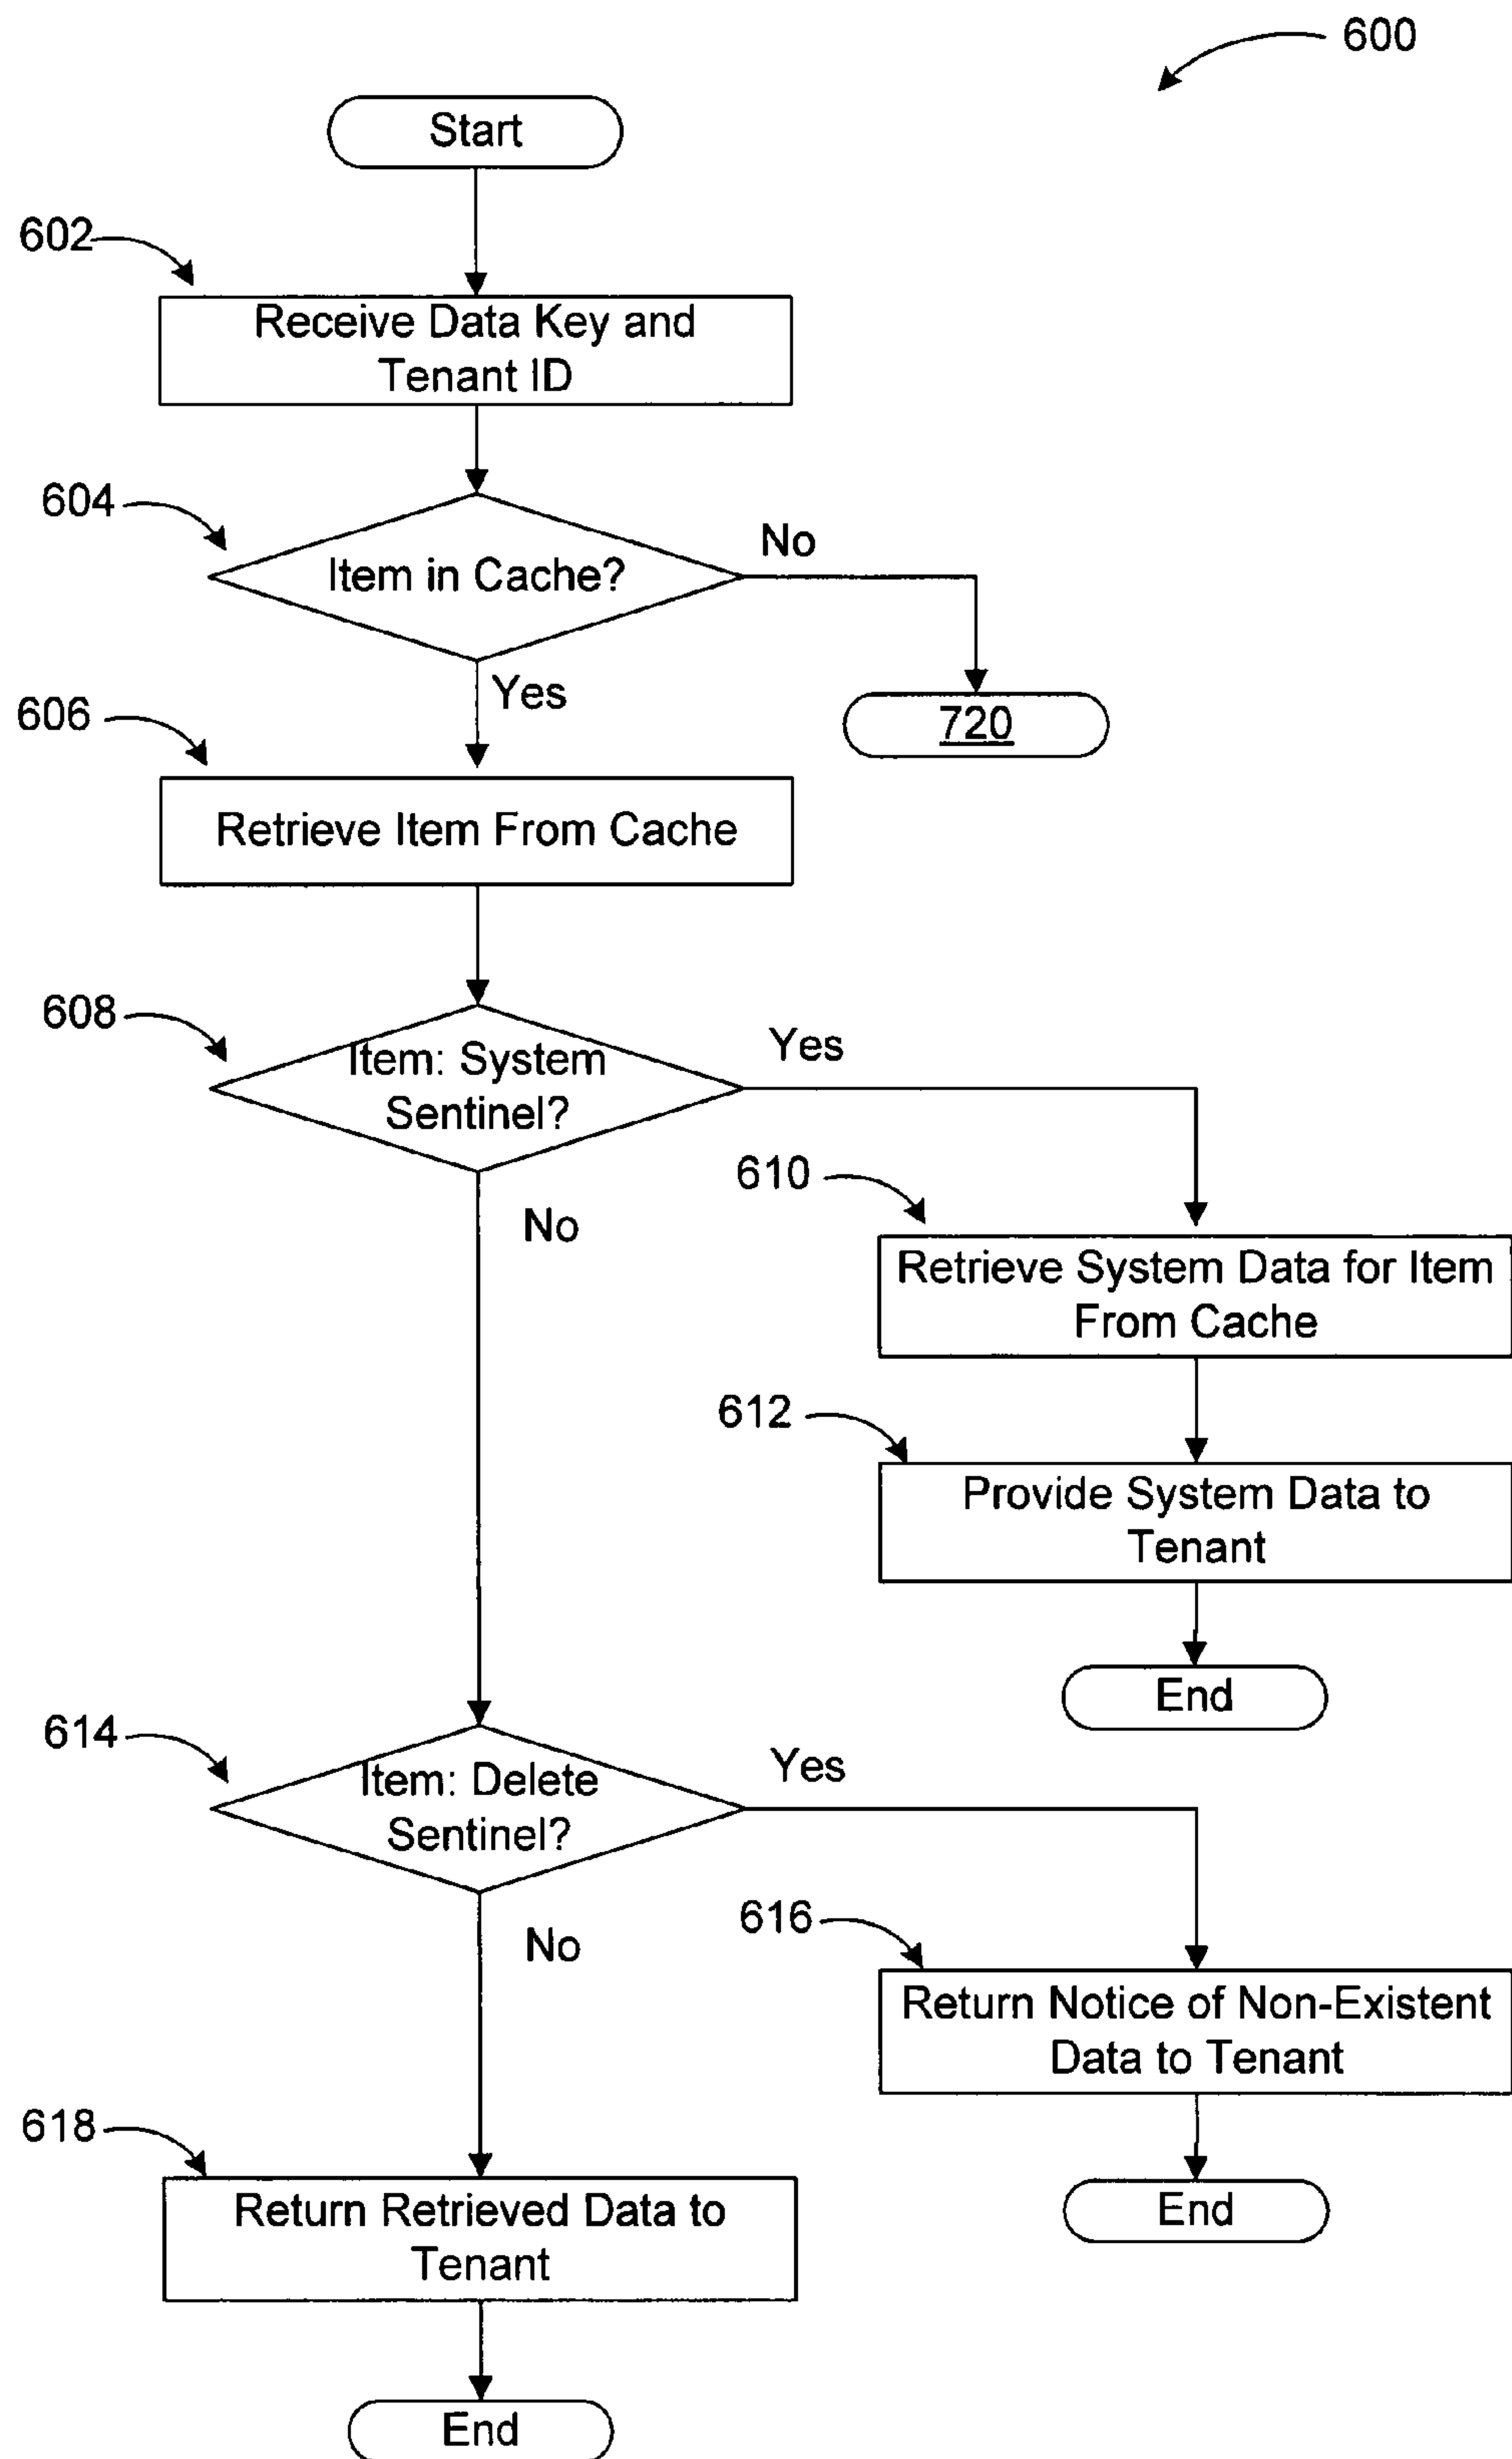 600
Start
602
Receive Data Key and
Tenant ID
604
Item in Cache?
No
Yes
720
606
Retrieve Item From Cache
608
Item: System
Sentinel?
Yes
No
610
Retrieve System Data for Item
From Cache
612
Provide System Data to
Tenant
End
614
Item: Delete
Sentinel?
Yes
No
616
Return Notice of Non-Existent
Data to Tenant
End
618
Return Retrieved Data to
Tenant
End